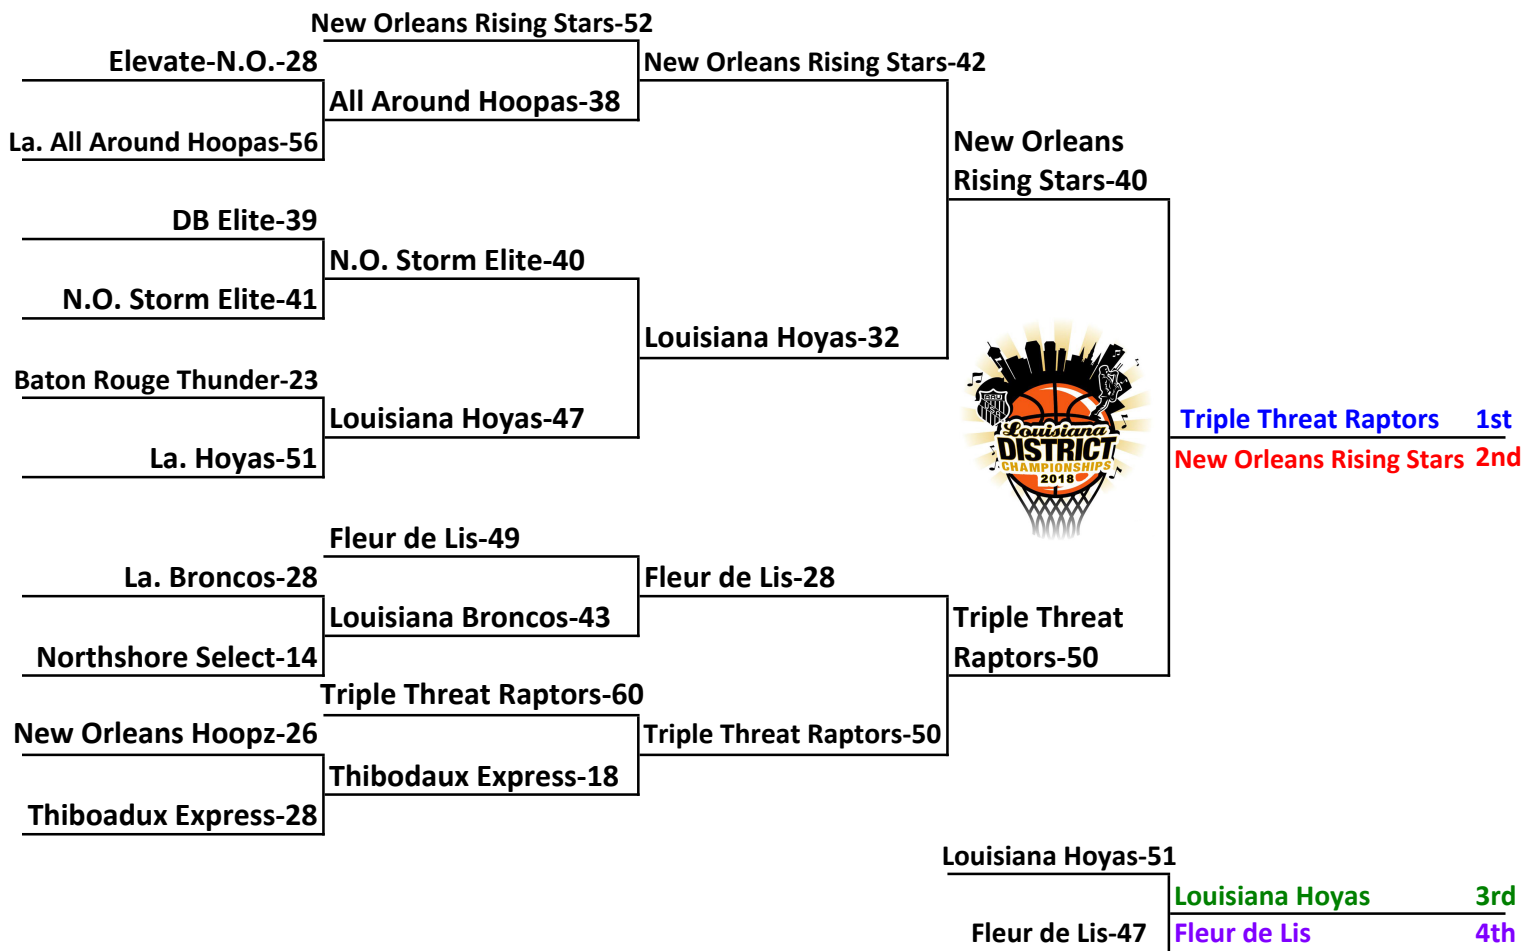 New Orleans Rising Stars-52
Elevate-N.O.-28
New Orleans Rising Stars-42
All Around Hoopas-38
La. All Around Hoopas-56
New Orleans
Rising Stars-40
DB Elite-39
N.O. Storm Elite-40
N.O. Storm Elite-41
Louisiana Hoyas-32
Baton Rouge Thunder-23
Louisiana Hoyas-47
La. Hoyas-51
Louisiana
DISTRICT
CHAMPIONSHIPS
2018
Triple Threat Raptors 1st
New Orleans Rising Stars 2nd
Fleur de Lis-49
La. Broncos-28
Fleur de Lis-28
Louisiana Broncos-43
Northshore Select-14
Triple Threat
Raptors-50
Triple Threat Raptors-60
New Orleans Hoopz-26
Triple Threat Raptors-50
Thibodaux Express-18
Thiboadux Express-28
Louisiana Hoyas-51
Louisiana Hoyas 3rd
Fleur de Lis-47
Fleur de Lis 4th